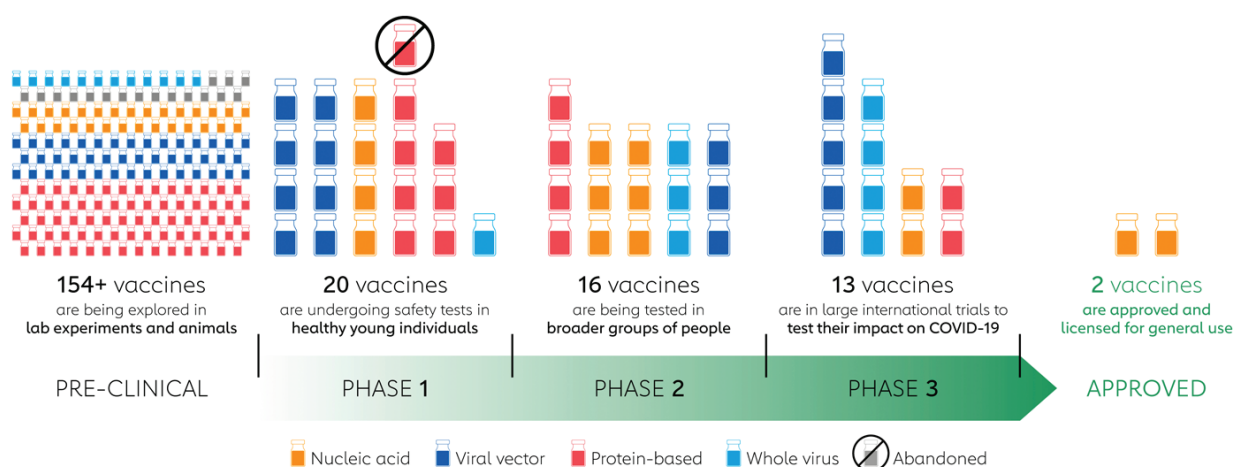 154+ vaccines
are being explored in
lab experiments and animals
20 vaccines
are undergoing safety tests in
healthy young individuals
16 vaccines
are being tested in
broader groups of people
13 vaccines
are in large international trials to
test their impact on COVID-19
2 vaccines
are approved and
licensed for general use
PRE-CLINICAL
PHASE 1
PHASE 2
PHASE 3
APPROVED
Nucleic acid
Viral vector
Protein-based
Whole virus
Abandoned